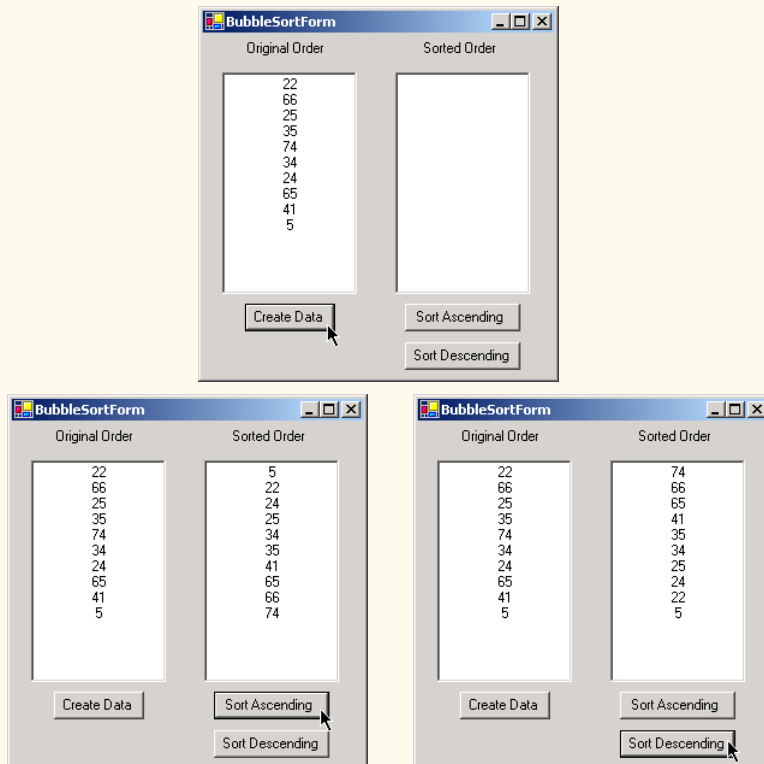 BubbleSortForm
Original Order Sorted Order
22
66
25
35
74
34
24
65
41
5
Create Data Sort Ascending
Sort Descending
BubbleSortForm
Original Order Sorted Order
22 5
66 22
25 24
35 25
74 34
34 35
24 41
65 65
41 66
5 74
Create Data Sort Ascending
Sort Descending
BubbleSortForm
Original Order Sorted Order
22 74
66 66
25 65
35 41
74 35
34 34
24 25
65 24
41 22
5 5
Create Data Sort Ascending
Sort Descending